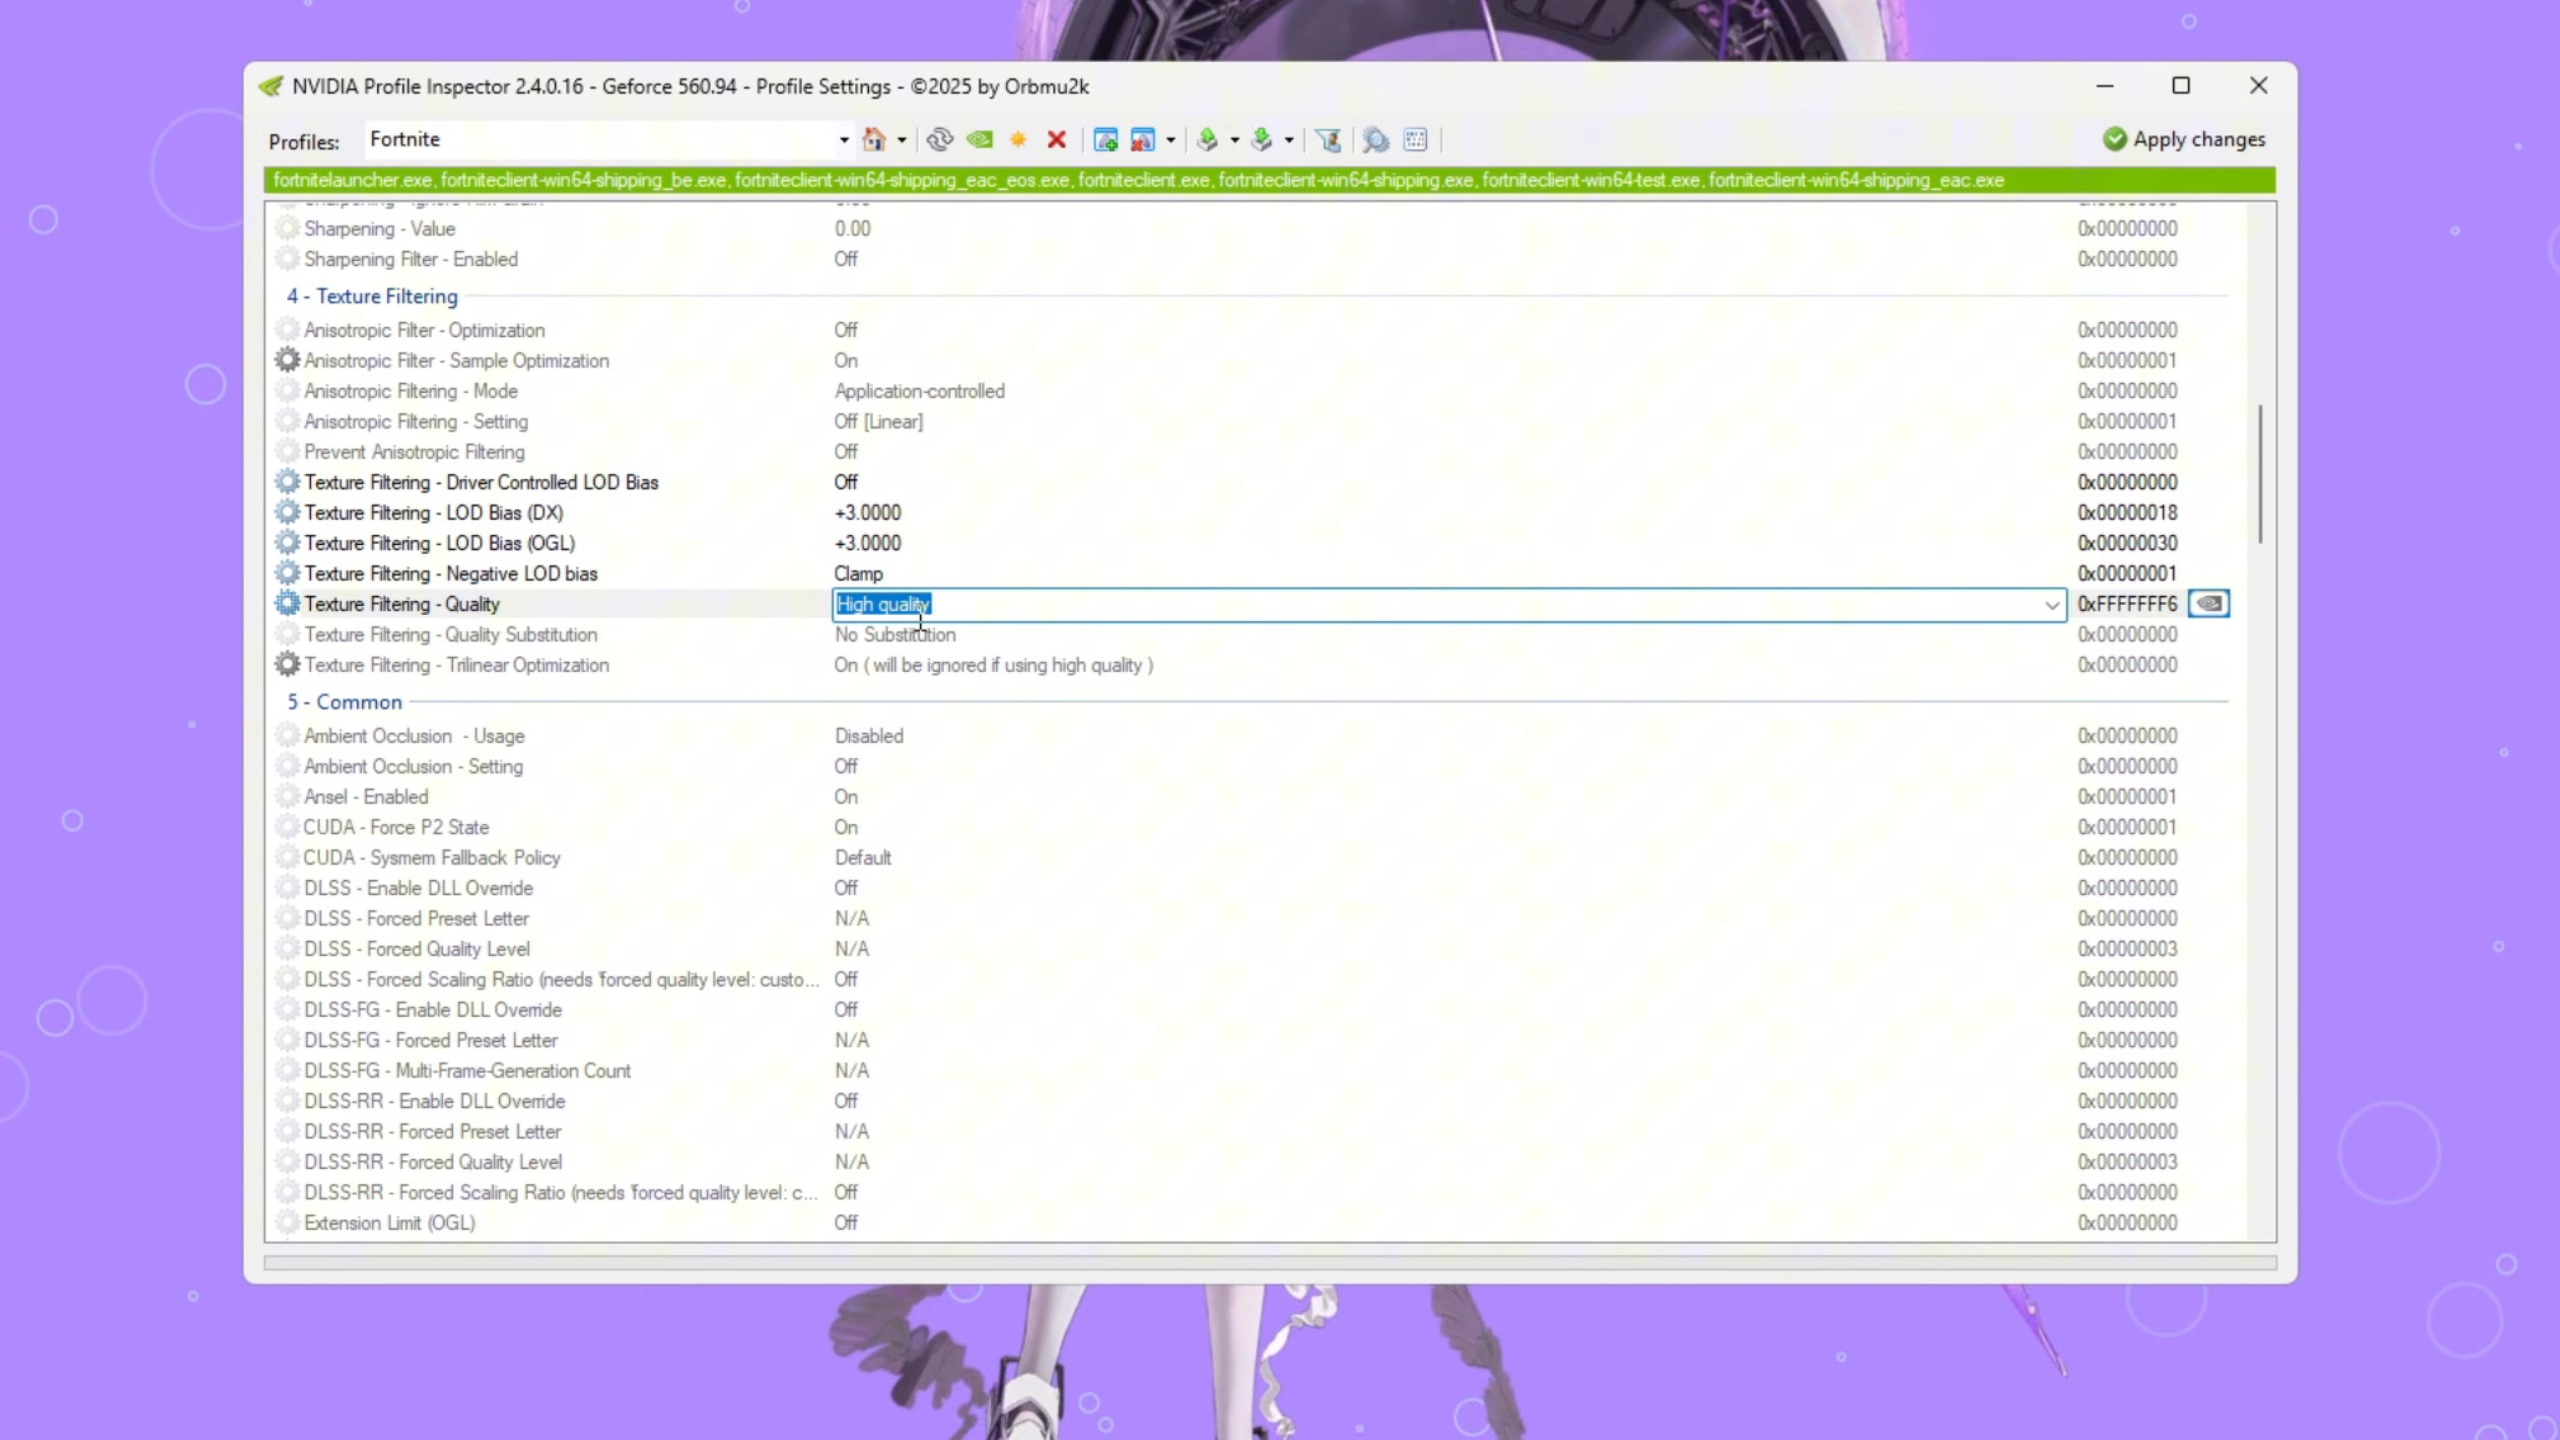 NVIDIA Profile Inspector 2.4.0.16 - Geforce 560.94 - Profile Settings - ©2025 by Orbmu2k
Profiles: Fortnite Apply changes
fortnitelauncher.exe, fortniteclient-win64-shipping_be.exe, fortniteclient-win64-shipping_eac_eos.exe, fortniteclient.exe, fortniteclient-win64-shipping.exe, fortniteclient-win64-test.exe, fortniteclient-win64-shipping_eac.exe
Sharpening - Value 0.00 0x00000000
Sharpening Filter - Enabled Off 0x00000000
4 - Texture Filtering
Anisotropic Filter - Optimization Off 0x00000000
Anisotropic Filter - Sample Optimization On 0x00000001
Anisotropic Filtering - Mode Application-controlled 0x00000000
Anisotropic Filtering - Setting Off [Linear] 0x00000001
Prevent Anisotropic Filtering Off 0x00000000
Texture Filtering - Driver Controlled LOD Bias Off 0x00000000
Texture Filtering - LOD Bias (DX) +3.0000 0x00000018
Texture Filtering - LOD Bias (OGL) +3.0000 0x00000030
Texture Filtering - Negative LOD bias Clamp 0x00000001
Texture Filtering - Quality High quality 0xFFFFFFF6
Texture Filtering - Quality Substitution No Substitution 0x00000000
Texture Filtering - Trilinear Optimization On ( will be ignored if using high quality ) 0x00000000
5 - Common
Ambient Occlusion - Usage Disabled 0x00000000
Ambient Occlusion - Setting Off 0x00000000
Ansel - Enabled On 0x00000001
CUDA - Force P2 State On 0x00000001
CUDA - Sysmem Fallback Policy Default 0x00000000
DLSS - Enable DLL Override Off 0x00000000
DLSS - Forced Preset Letter N/A 0x00000000
DLSS - Forced Quality Level N/A 0x00000003
DLSS - Forced Scaling Ratio (needs 'forced quality level: custo... Off 0x00000000
DLSS-FG - Enable DLL Override Off 0x00000000
DLSS-FG - Forced Preset Letter N/A 0x00000000
DLSS-FG - Multi-Frame-Generation Count N/A 0x00000000
DLSS-RR - Enable DLL Override Off 0x00000000
DLSS-RR - Forced Preset Letter N/A 0x00000000
DLSS-RR - Forced Quality Level N/A 0x00000003
DLSS-RR - Forced Scaling Ratio (needs 'forced quality level: c... Off 0x00000000
Extension Limit (OGL) Off 0x00000000